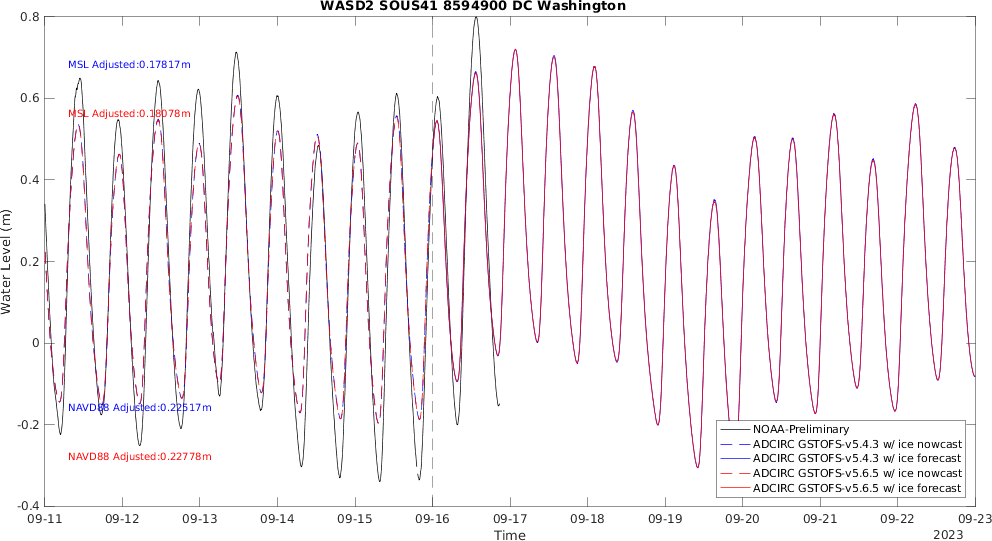 WASD2 SOUS41 8594900 DC Washington
0.8
MSL Adjusted:0.17817m
0.6
MSL Adjusted:0.18078m
0.4
Water Level (m)
0.2
0
NAVD88 Adjusted:0.22517m
-0.2
NOAA-Preliminary
ADCIRC GSTOFS-v5.4.3 w/ ice nowcast
NAVD88 Adjusted:0.22778m
ADCIRC GSTOFS-v5.4.3 w/ ice forecast
ADCIRC GSTOFS-v5.6.5 w/ ice nowcast
ADCIRC GSTOFS-v5.6.5 w/ ice forecast
-0.4
09-11 09-12 09-13 09-14 09-15 09-16 09-17 09-18 09-19 09-20 09-21 09-22 09-23
Time
2023